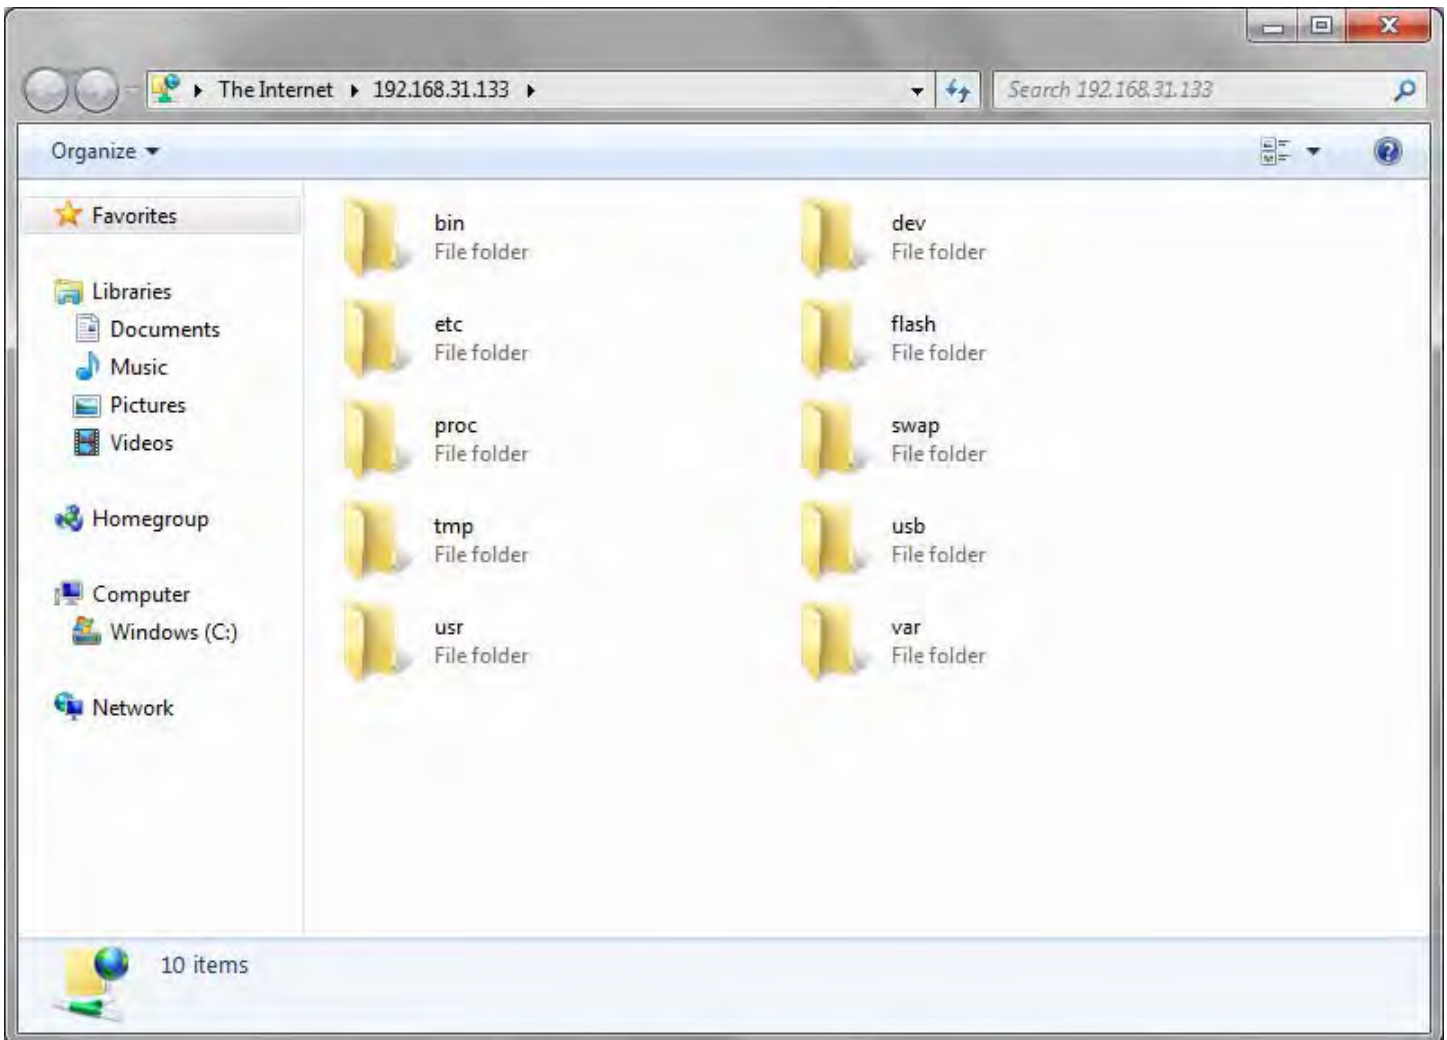 The Internet 192.168.31.133
Search 192.168.31.133
Organize
Favorites
Libraries
Documents
Music
Pictures
Videos
Homegroup
Computer
Windows (C:)
Network
bin
File folder
dev
File folder
etc
File folder
flash
File folder
proc
File folder
swap
File folder
tmp
File folder
usb
File folder
usr
File folder
var
File folder
10 items